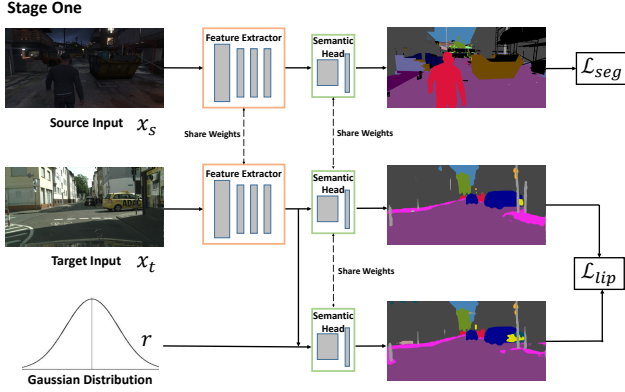 Stage One
Feature Extractor
Semantic
Head
Source Input x_s
ℒ_seg
Share Weights
Share Weights
Feature Extractor
Semantic
Head
Target Input x_t
Share Weights
ℒ_lip
Semantic
Head
r
Gaussian Distribution